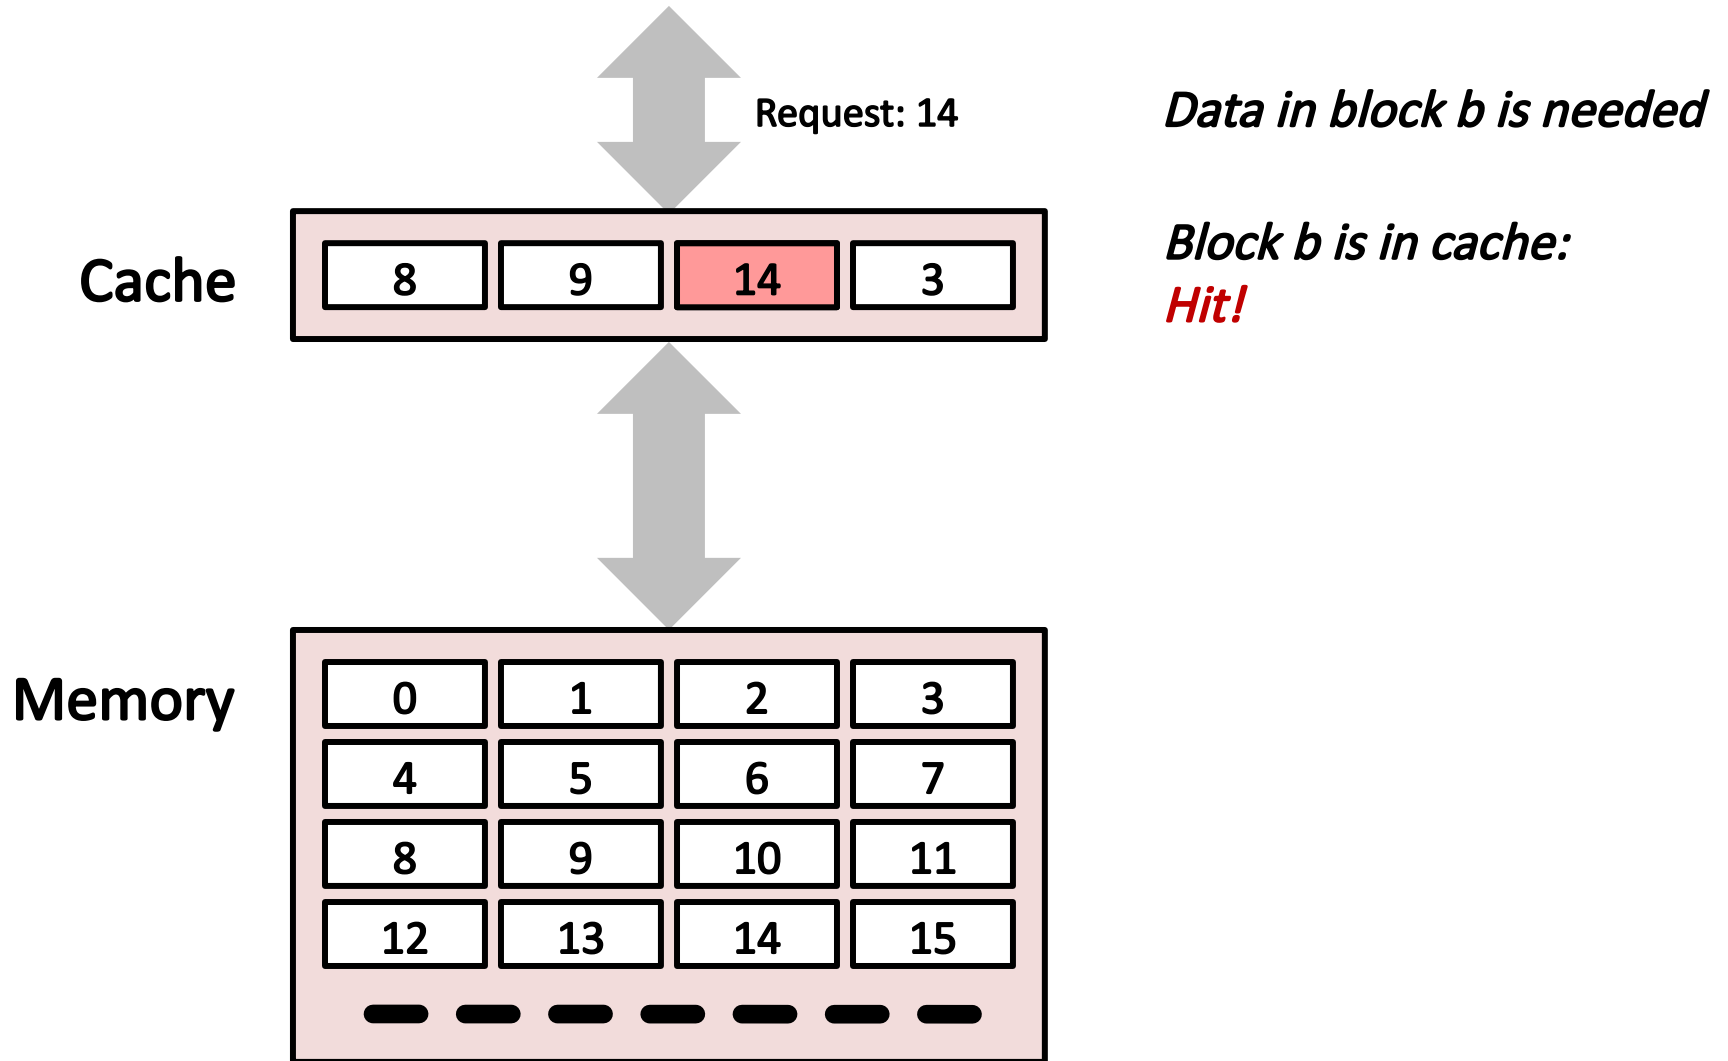 Request: 14
Data in block b is needed
Cache
8 9 14 3
Block b is in cache:
Hit!
Memory
0 1 2 3
4 5 6 7
8 9 10 11
12 13 14 15